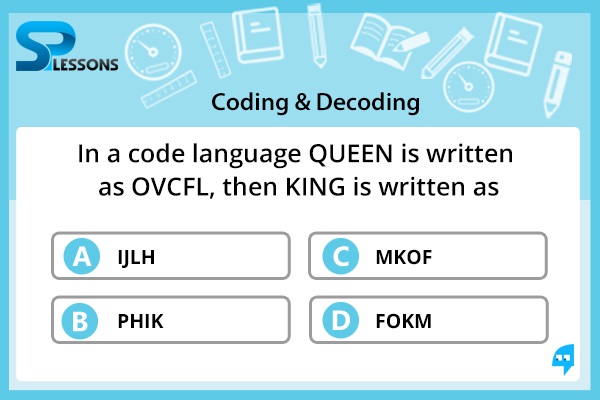 SP LESSONS
Coding & Decoding
In a code language QUEEN is written
as OVCFL, then KING is written as
A IJLH
C MKOF
B PHIK
D FOKM